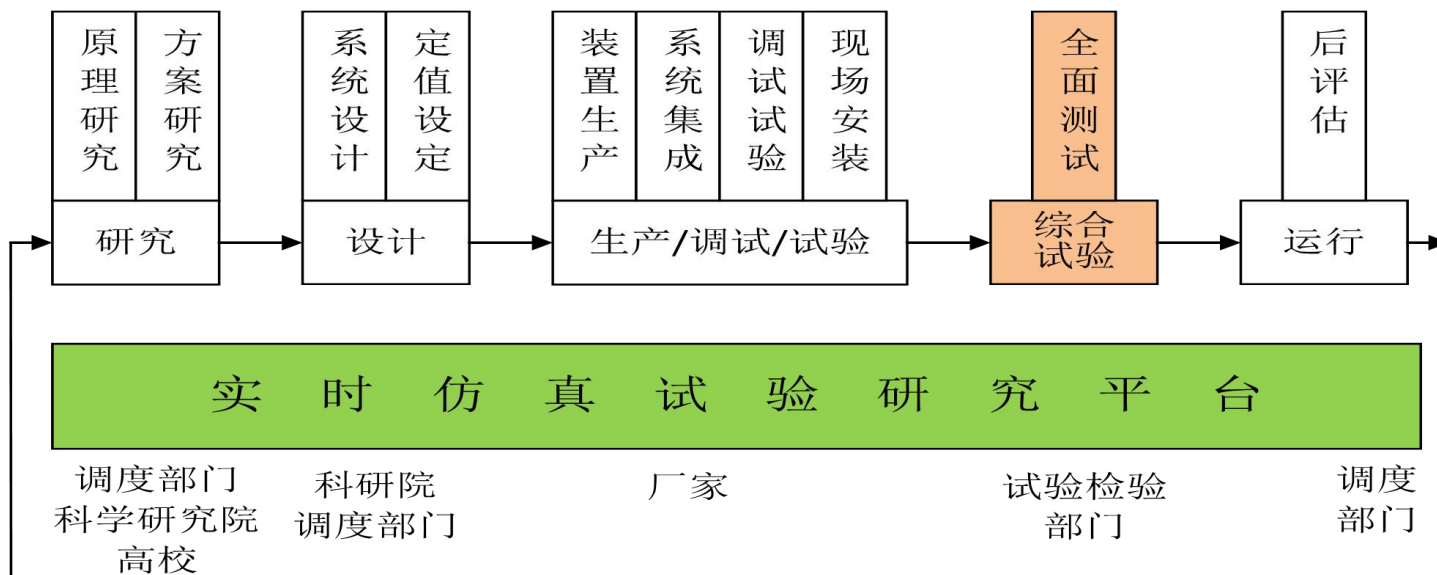 原理研究
方案研究
系统设计
定值设定
装置生产
系统集成
调试试验
现场安装
全面测试
后评估
研究
设计
生产/调试/试验
综合
试验
运行
实时仿真试验研究平台
调度部门
科学研究院
高校
科研院
调度部门
厂家
试验检验
部门
调度
部门